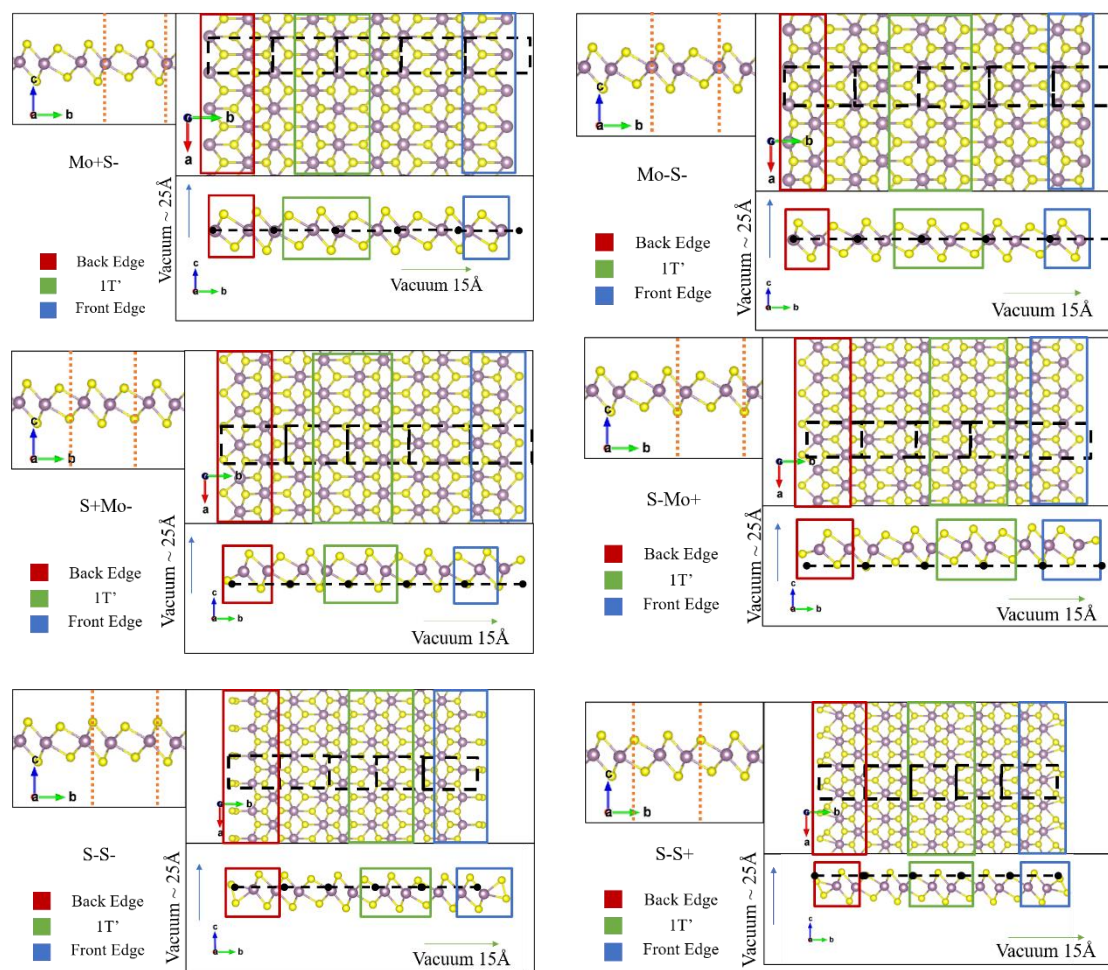 c
a b
Mo+S-
b
a
Vacuum ~ 25Å
Back Edge
1T'
Front Edge
c
a b
Vacuum 15Å
c
a b
Mo-S-
b
a
Vacuum ~ 25Å
Back Edge
1T'
Front Edge
c
a b
Vacuum 15Å
c
a b
S+Mo-
b
a
Vacuum ~ 25Å
Back Edge
1T'
Front Edge
c
a b
Vacuum 15Å
c
a b
S-Mo+
b
a
Vacuum ~ 25Å
Back Edge
1T'
Front Edge
c
a b
Vacuum 15Å
c
a b
S-S-
b
a
Vacuum ~ 25Å
Back Edge
1T'
Front Edge
c
a b
Vacuum 15Å
c
a b
S-S+
b
a
Vacuum ~ 25Å
Back Edge
1T'
Front Edge
c
a b
Vacuum 15Å